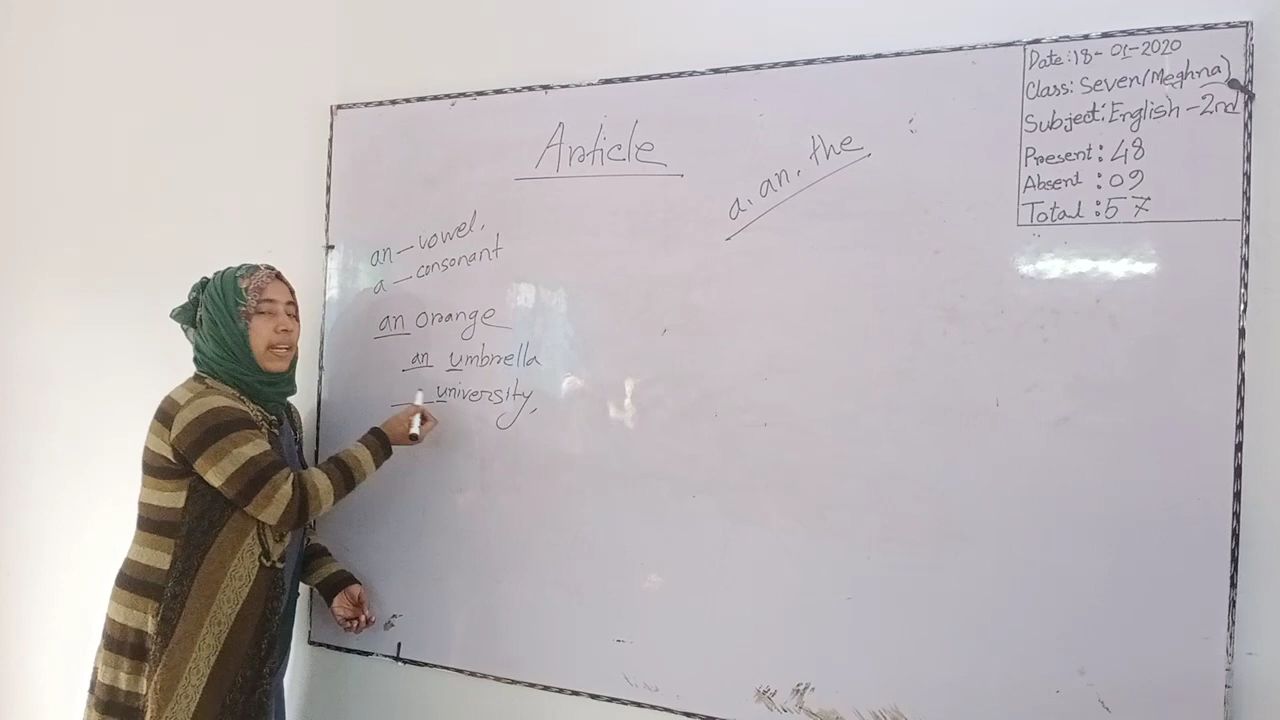 Article
a, an, the
an – vowel,
a – consonant
an orange
an umbrella
__ university,
Date: 18-01-2020
Class: Seven (Meghna)
Subject: English – 2nd
Present: 48
Absent: 09
Total: 57